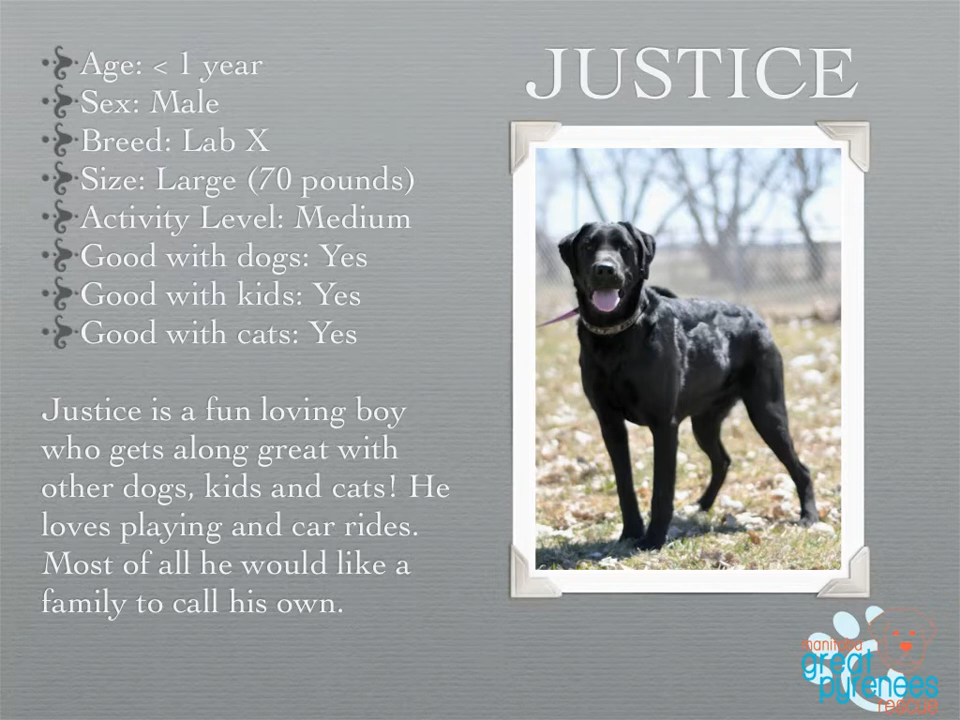 JUSTICE
Age: < 1 year
Sex: Male
Breed: Lab X
Size: Large (70 pounds)
Activity Level: Medium
Good with dogs: Yes
Good with kids: Yes
Good with cats: Yes
Justice is a fun loving boy
who gets along great with
other dogs, kids and cats! He
loves playing and car rides.
Most of all he would like a
family to call his own.
manitoba
great
pyrenees
rescue